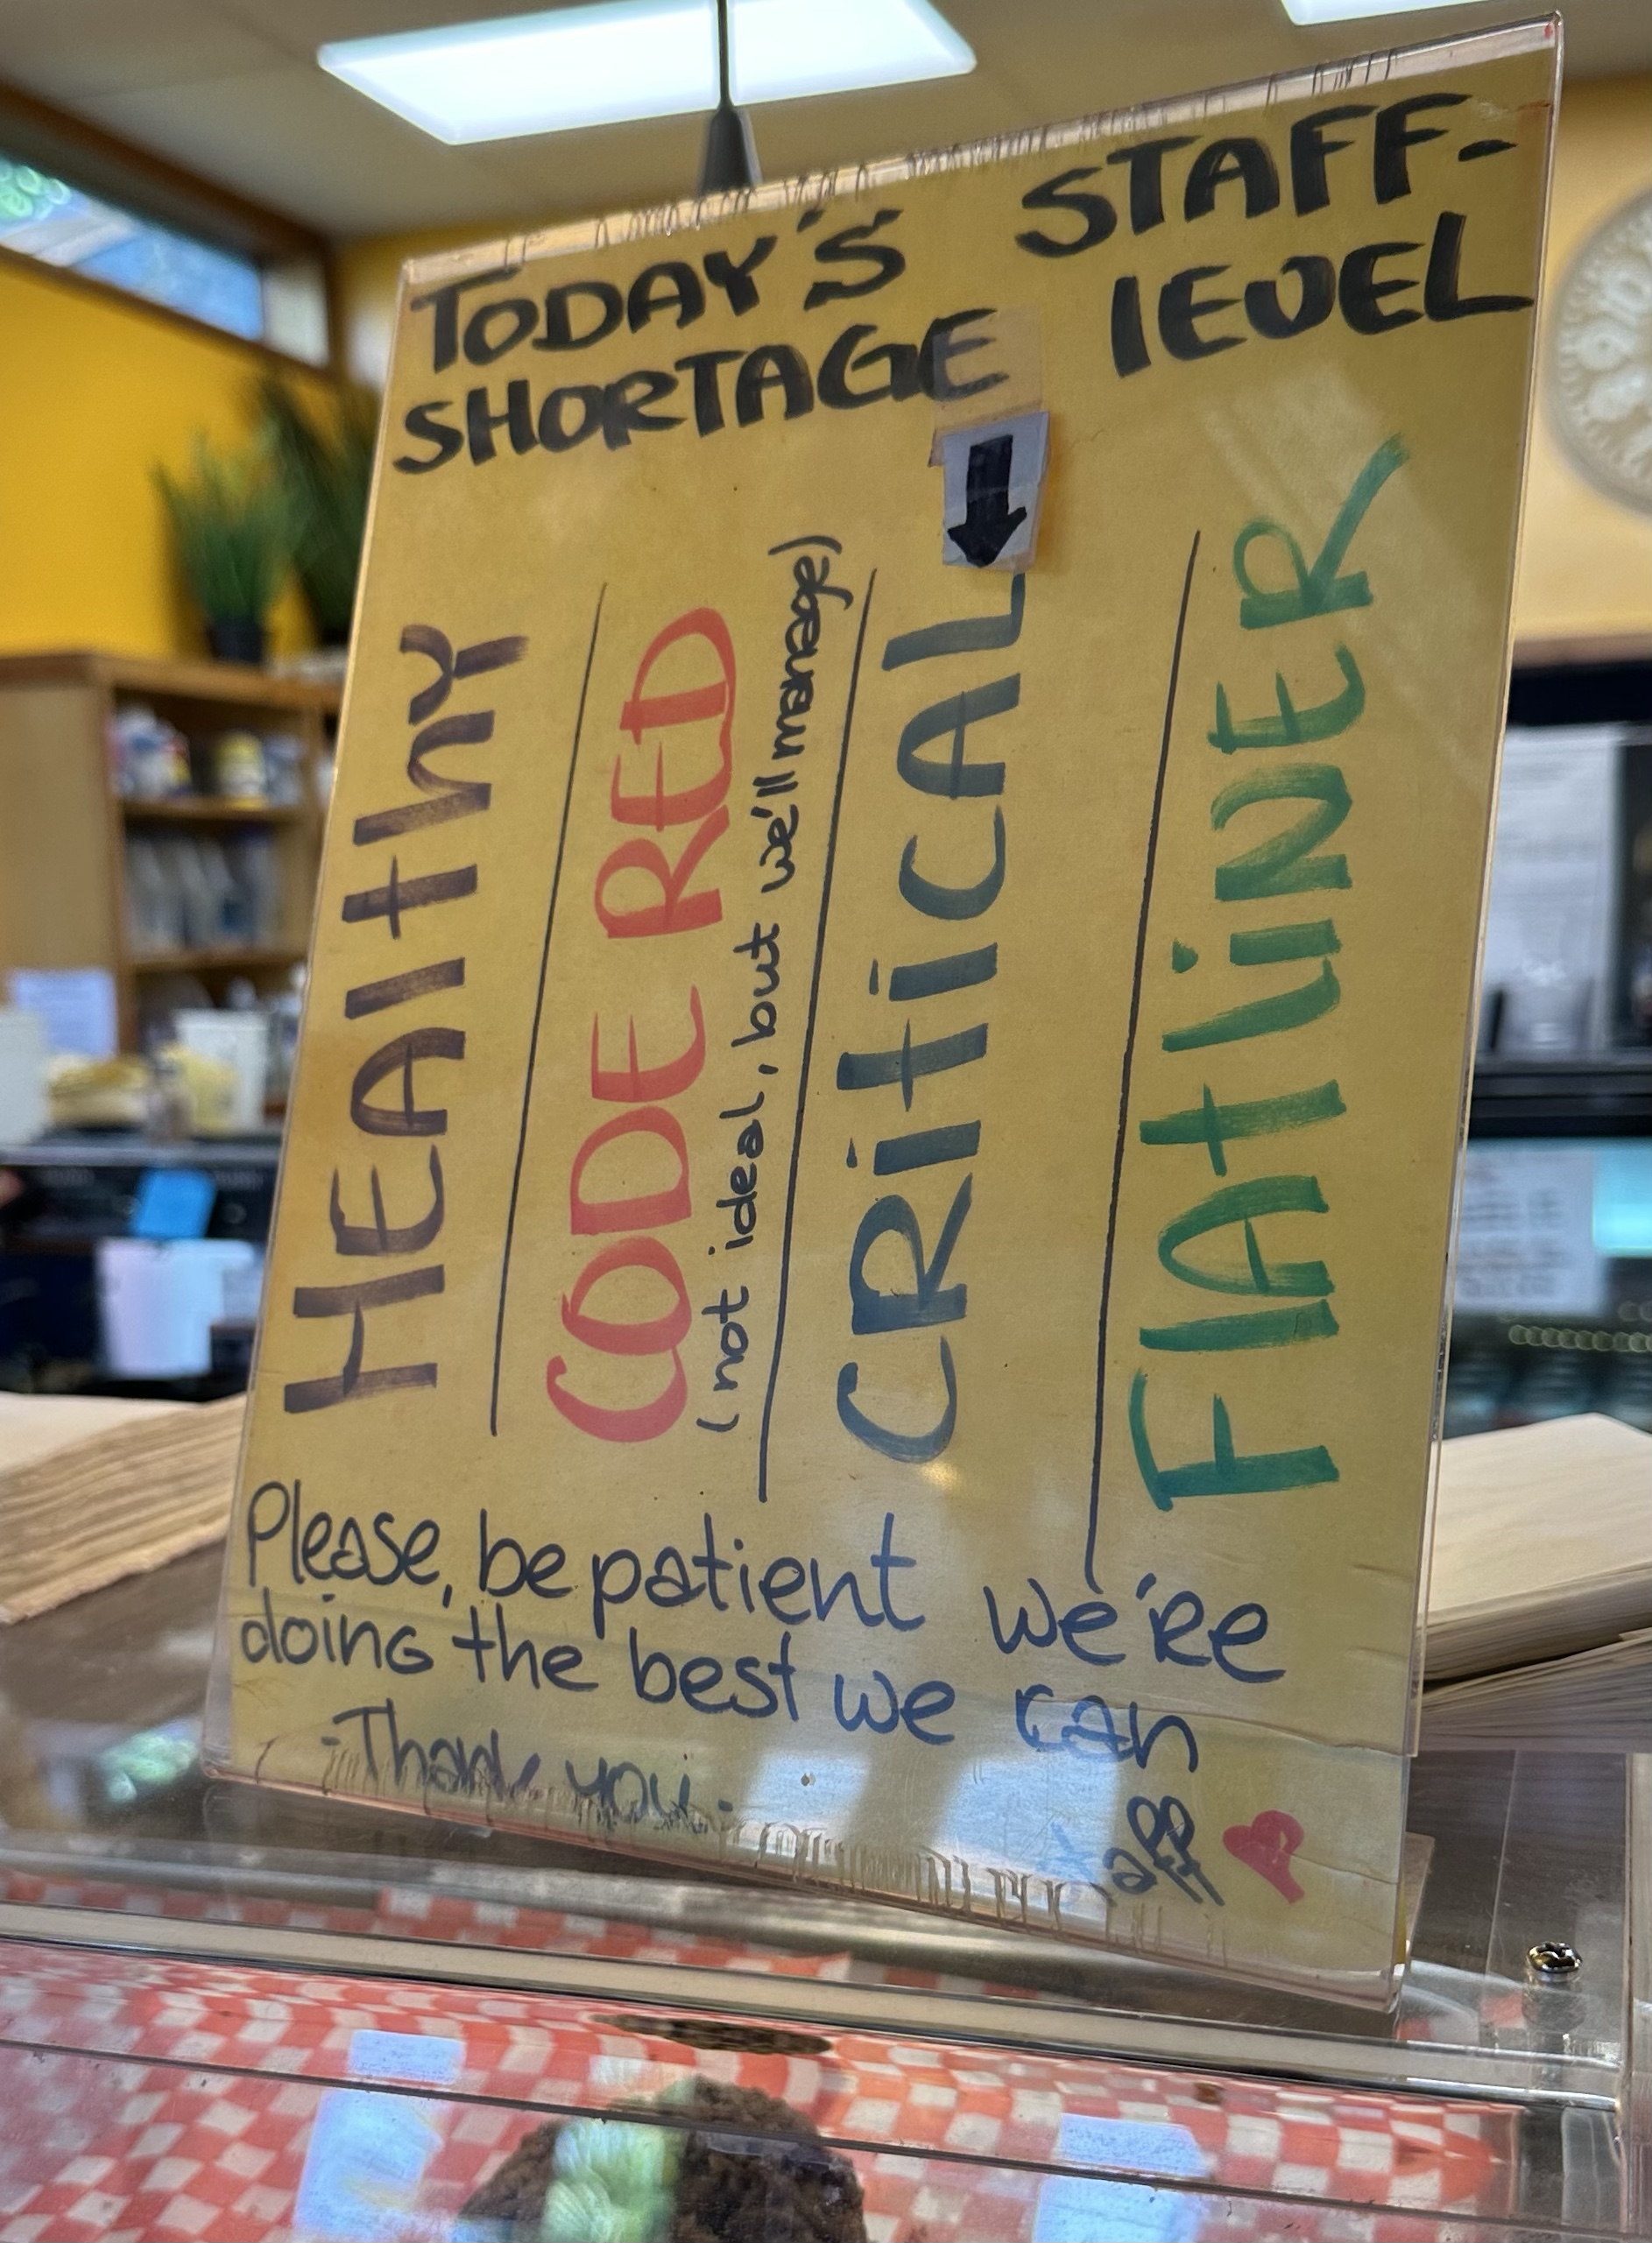 TODAY'S STAFF-
SHORTAGE lEVEL
HEAlthY
CODE RED
(not ideal, but we'll manage)
CRitiCAL
FlAtLiNER
Please, be patient we're
doing the best we can
-Thank you-
staff